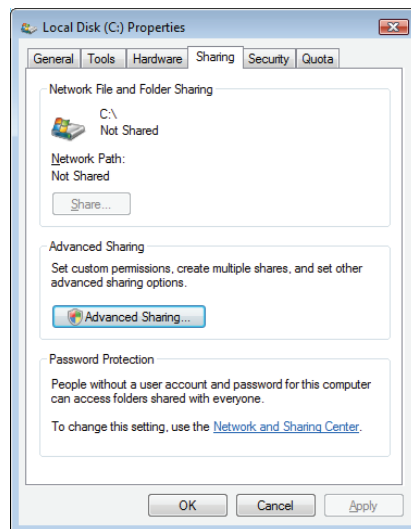 Local Disk (C:) Properties
General Tools Hardware Sharing Security Quota
Network File and Folder Sharing
C:\
Not Shared
Network Path:
Not Shared
Share...
Advanced Sharing
Set custom permissions, create multiple shares, and set other
advanced sharing options.
Advanced Sharing...
Password Protection
People without a user account and password for this computer
can access folders shared with everyone.
To change this setting, use the Network and Sharing Center.
OK Cancel Apply